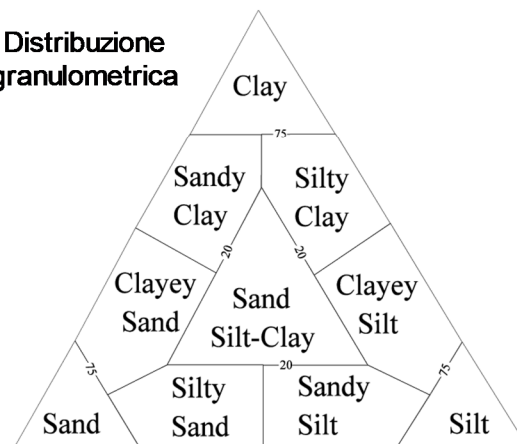 Distribuzione
granulometrica
Clay
75
Sandy
Clay
Silty
Clay
20
20
Clayey
Sand
Sand
Silt-Clay
Clayey
Silt
75
20
75
Silty
Sand
Sandy
Silt
Sand
Silt